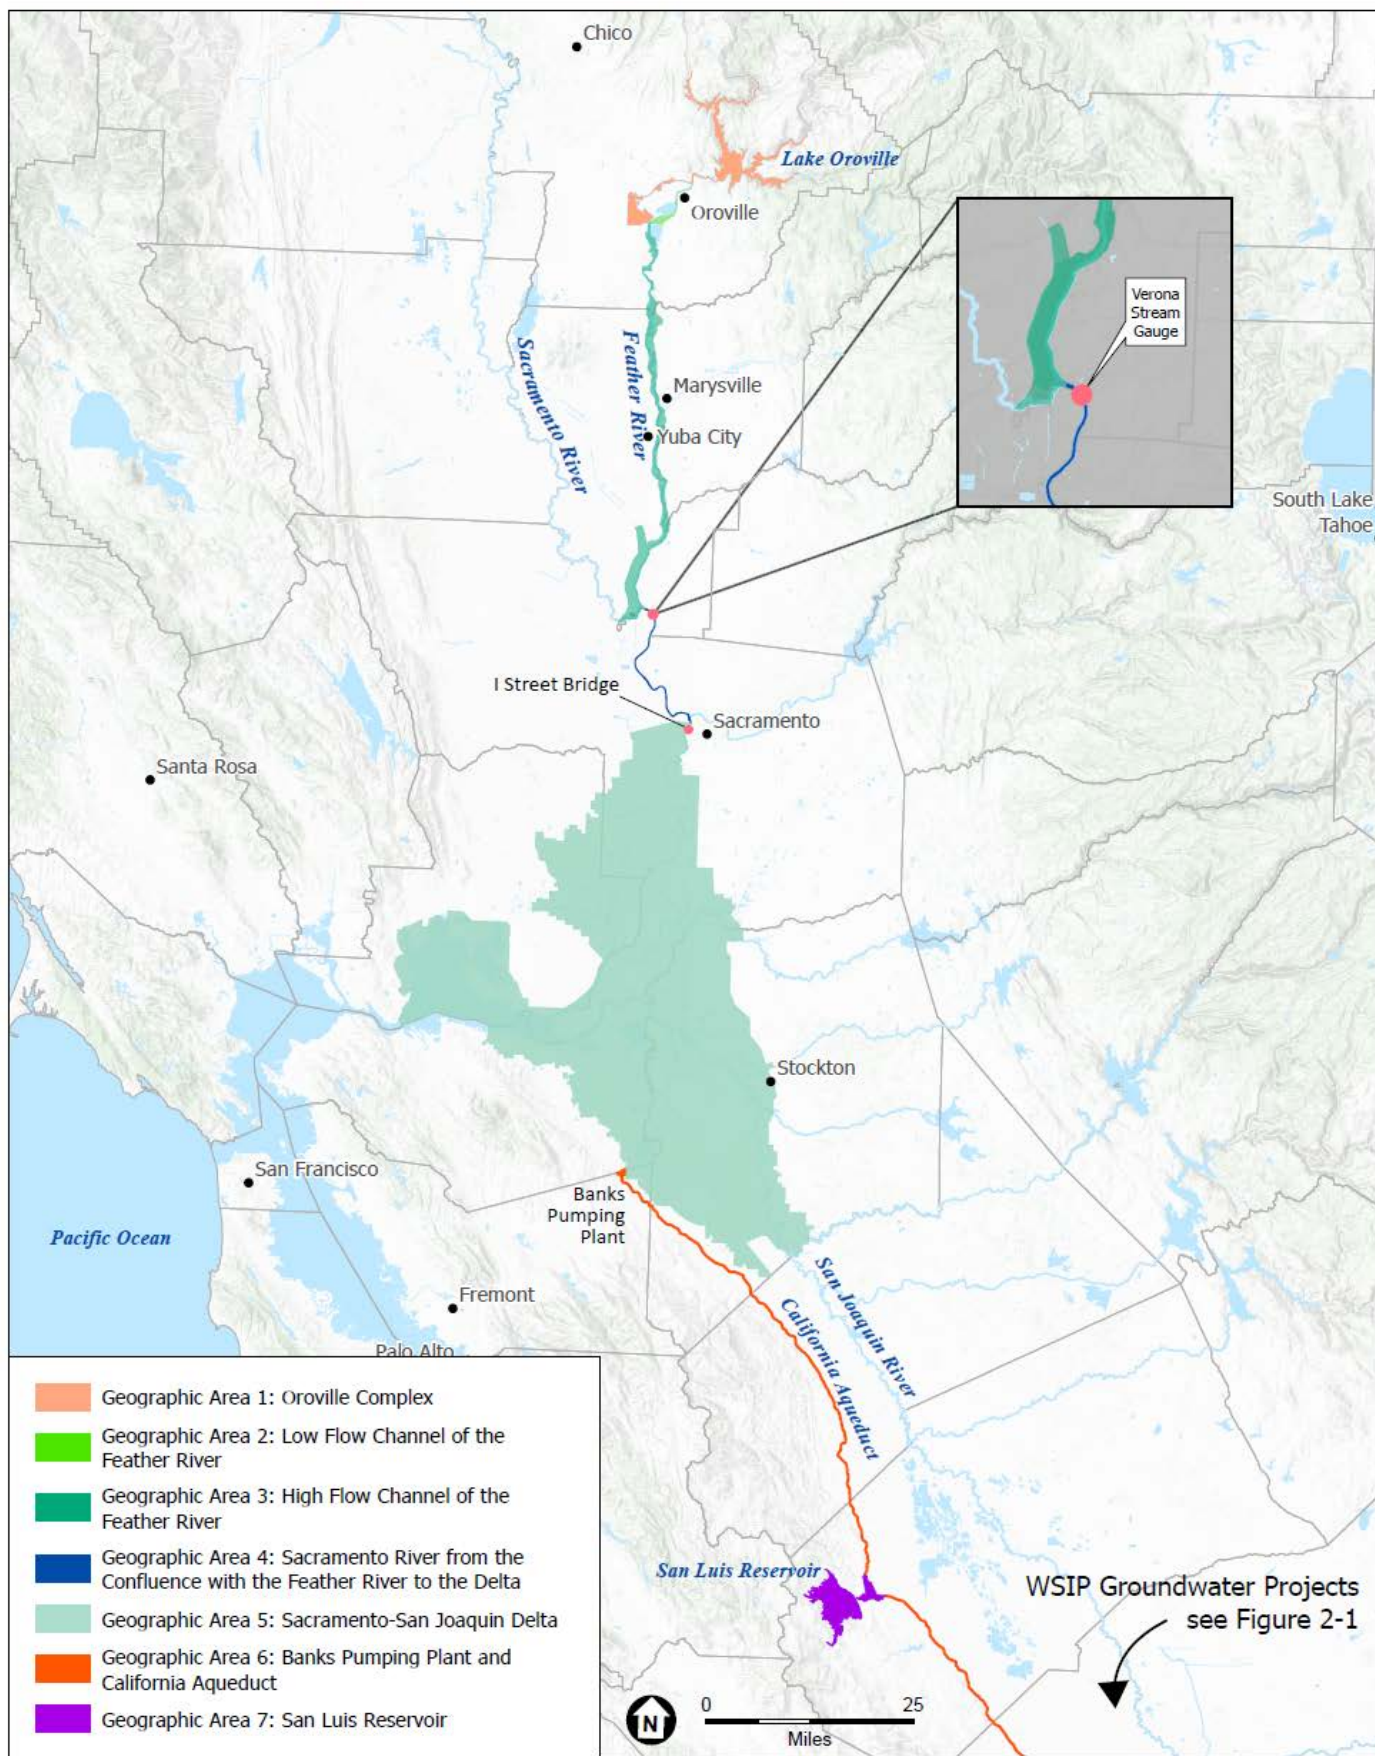 Chico
Lake Oroville
Oroville
Verona
Stream
Gauge
Sacramento River
Feather River
Marysville
Yuba City
South Lake
Tahoe
I Street Bridge
Sacramento
Santa Rosa
Stockton
San Francisco
Banks
Pumping
Plant
Pacific Ocean
San Joaquin River
Fremont
California Aqueduct
Palo Alto
Geographic Area 1: Oroville Complex
Geographic Area 2: Low Flow Channel of the
Feather River
Geographic Area 3: High Flow Channel of the
Feather River
Geographic Area 4: Sacramento River from the
Confluence with the Feather River to the Delta
Geographic Area 5: Sacramento-San Joaquin Delta
Geographic Area 6: Banks Pumping Plant and
California Aqueduct
Geographic Area 7: San Luis Reservoir
San Luis Reservoir
WSIP Groundwater Projects
see Figure 2-1
N
0 25
Miles